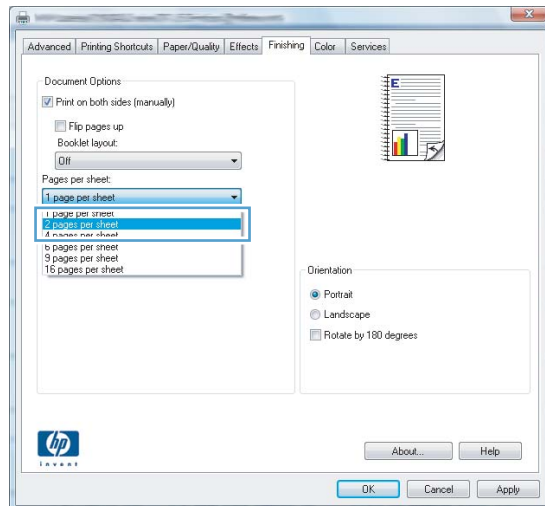 Advanced Printing Shortcuts Paper/Quality Effects Finishing Color Services
Document Options
Print on both sides (manually)
Flip pages up
Booklet layout:
Off
Pages per sheet:
1 page per sheet
1 page per sheet
2 pages per sheet
4 pages per sheet
6 pages per sheet
9 pages per sheet
16 pages per sheet
E
Orientation
Portrait
Landscape
Rotate by 180 degrees
hp
invent
About... Help
OK Cancel Apply